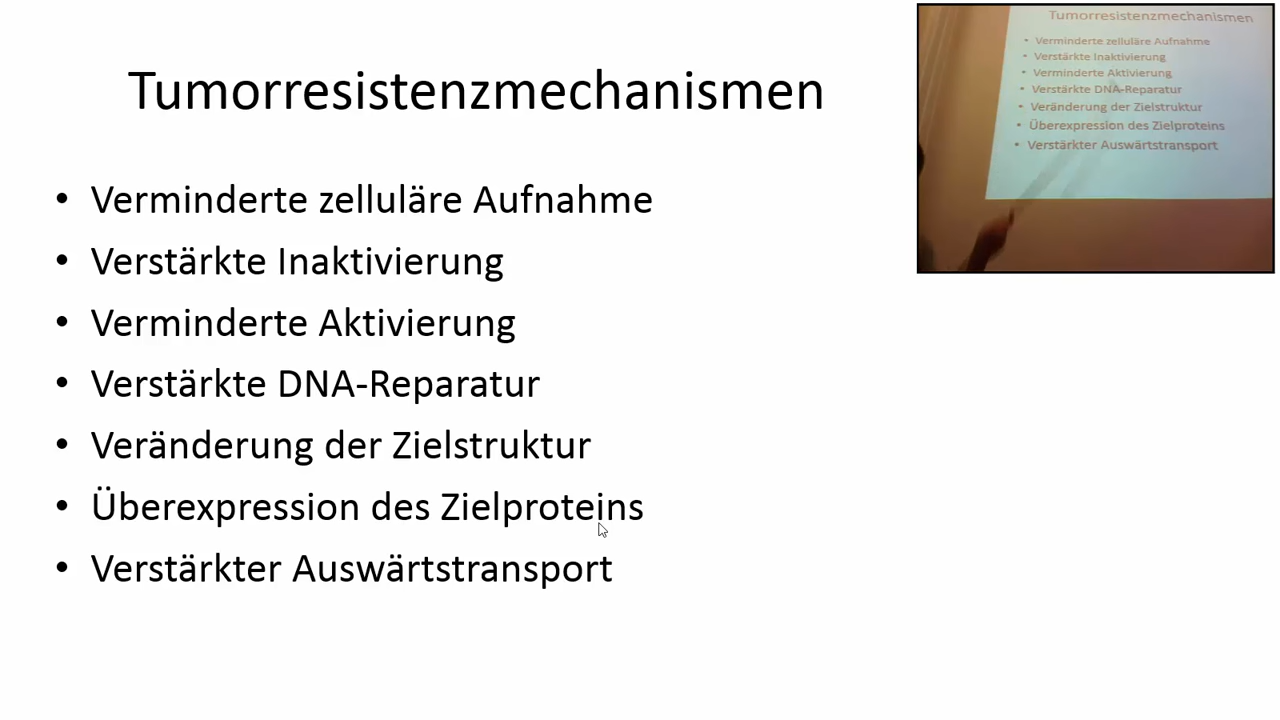 Tumorresistenzmechanismen
• Verminderte zelluläre Aufnahme
• Verstärkte Inaktivierung
• Verminderte Aktivierung
• Verstärkte DNA-Reparatur
• Veränderung der Zielstruktur
• Überexpression des Zielproteins
• Verstärkter Auswärtstransport
Tumorresistenzmechanismen
• Verminderte zelluläre Aufnahme
• Verstärkte Inaktivierung
• Verminderte Aktivierung
• Verstärkte DNA-Reparatur
• Veränderung der Zielstruktur
• Überexpression des Zielproteins
• Verstärkter Auswärtstransport